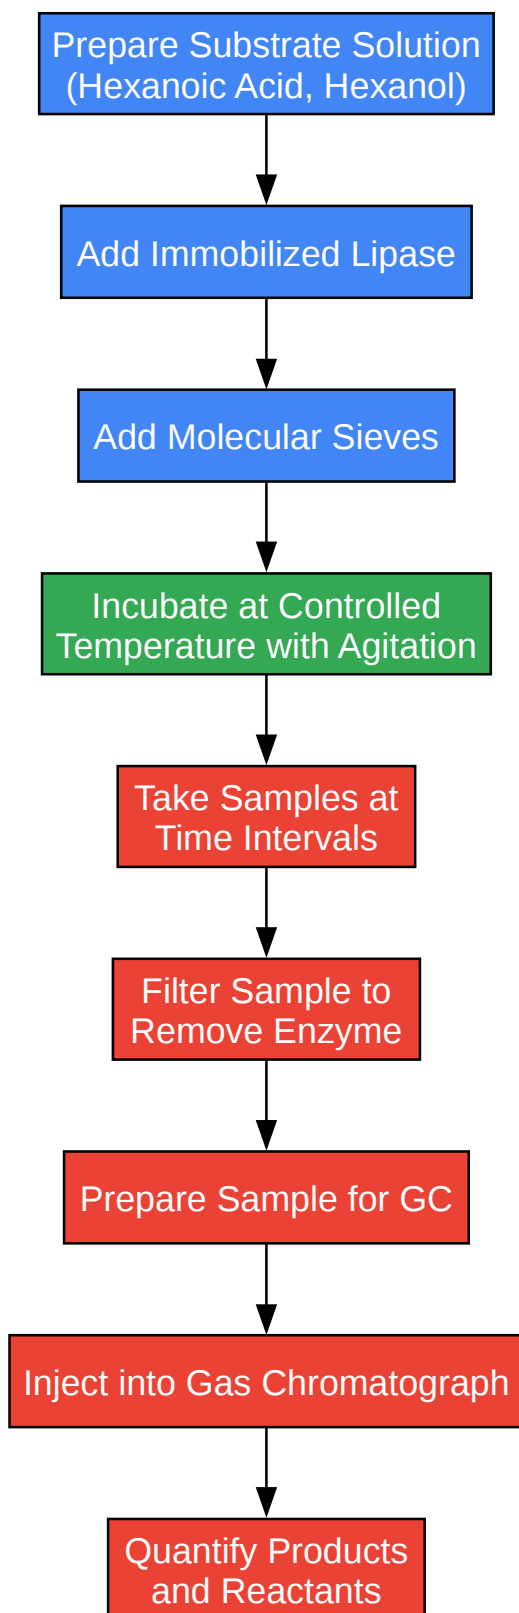 Prepare Substrate Solution
(Hexanoic Acid, Hexanol)
Add Immobilized Lipase
Add Molecular Sieves
Incubate at Controlled
Temperature with Agitation
Take Samples at
Time Intervals
Filter Sample to
Remove Enzyme
Prepare Sample for GC
Inject into Gas Chromatograph
Quantify Products
and Reactants